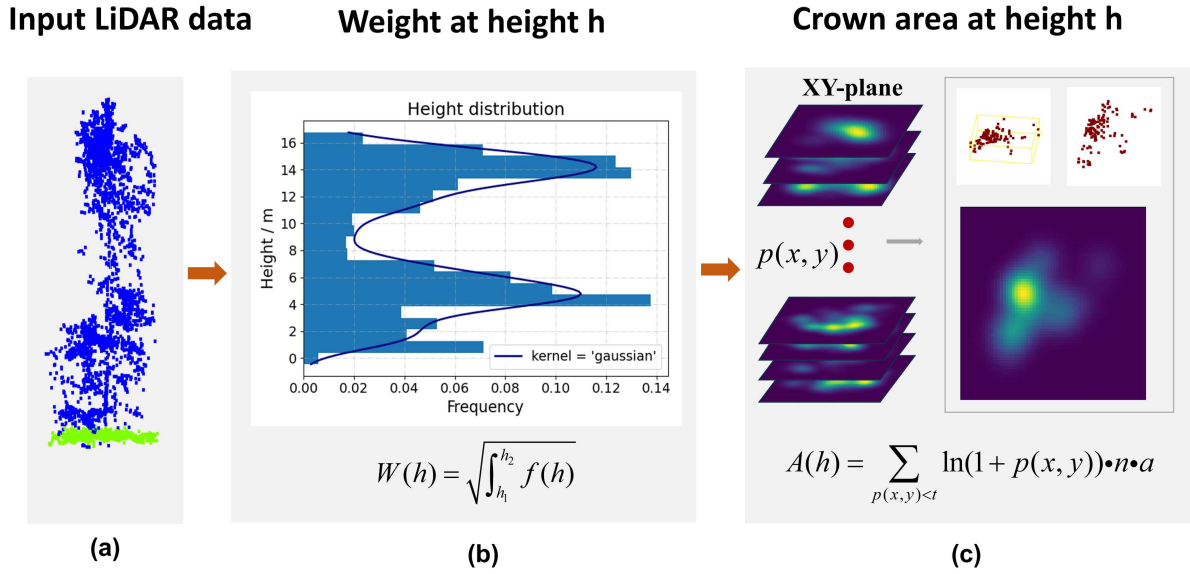 Input LiDAR data
Weight at height h
Crown area at height h
Height distribution
Height / m
16
14
12
10
8
6
4
2
0
0.00
0.02
0.04
0.06
0.08
0.10
0.12
0.14
Frequency
kernel = 'gaussian'
W(h) = √∫_{h₁}^{h₂} f(h)
XY-plane
p(x, y)
A(h) = ∑_{p(x,y)<t} ln(1 + p(x, y))•n•a
(a)
(b)
(c)